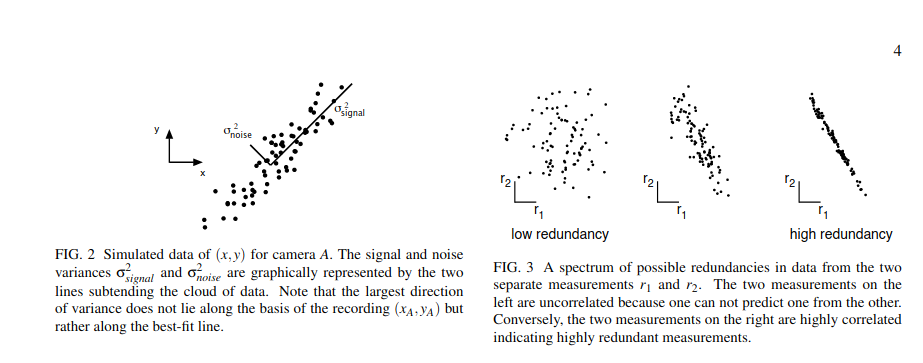 4
y
x
σ²noise
σ²signal
FIG. 2 Simulated data of (x,y) for camera A. The signal and noise
variances σ²signal and σ²noise are graphically represented by the two
lines subtending the cloud of data. Note that the largest direction
of variance does not lie along the basis of the recording (xA,yA) but
rather along the best-fit line.
r2
r1
low redundancy
r2
r1
r2
r1
high redundancy
FIG. 3 A spectrum of possible redundancies in data from the two
separate measurements r1 and r2. The two measurements on the
left are uncorrelated because one can not predict one from the other.
Conversely, the two measurements on the right are highly correlated
indicating highly redundant measurements.